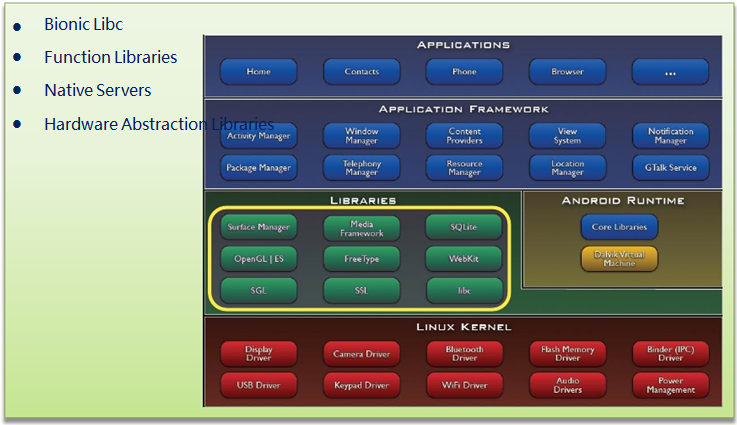 ● Bionic Libc
● Function Libraries
● Native Servers
● Hardware Abstraction Libraries
APPLICATIONS
Home
Contacts
Phone
Browser
...
APPLICATION FRAMEWORK
Activity Manager
Window
Manager
Content
Providers
View
System
Notification
Manager
Package Manager
Telephony
Manager
Resource
Manager
Location
Manager
GTalk Service
LIBRARIES
Surface Manager
Media
Framework
SQLite
OpenGL | ES
FreeType
WebKit
SGL
SSL
libc
ANDROID RUNTIME
Core Libraries
Dalvik Virtual
Machine
LINUX KERNEL
Display
Driver
Camera Driver
Bluetooth
Driver
Flash Memory
Driver
Binder (IPC)
Driver
USB Driver
Keypad Driver
WiFi Driver
Audio
Drivers
Power
Management